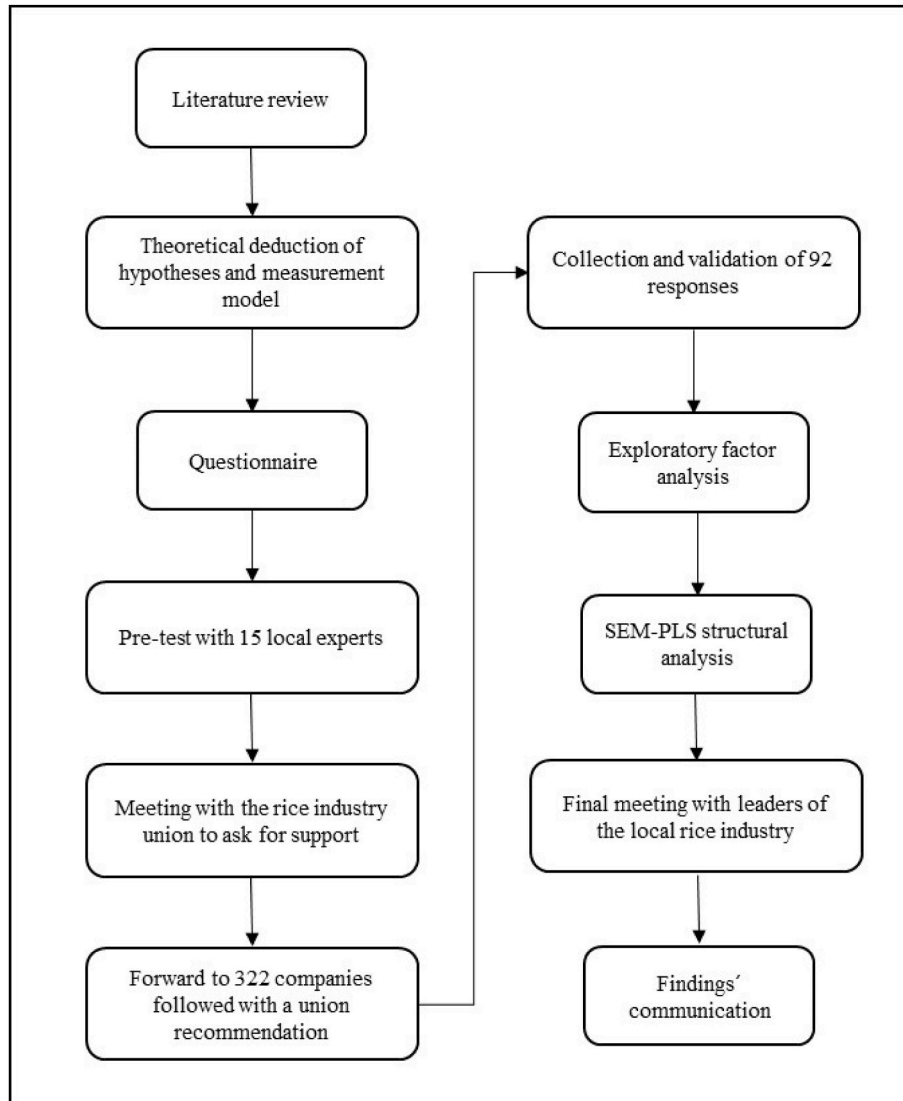 Literature review
Theoretical deduction of
hypotheses and measurement
model
Questionnaire
Pre-test with 15 local experts
Meeting with the rice industry
union to ask for support
Forward to 322 companies
followed with a union
recommendation
Collection and validation of 92
responses
Exploratory factor
analysis
SEM-PLS structural
analysis
Final meeting with leaders of
the local rice industry
Findings´
communication